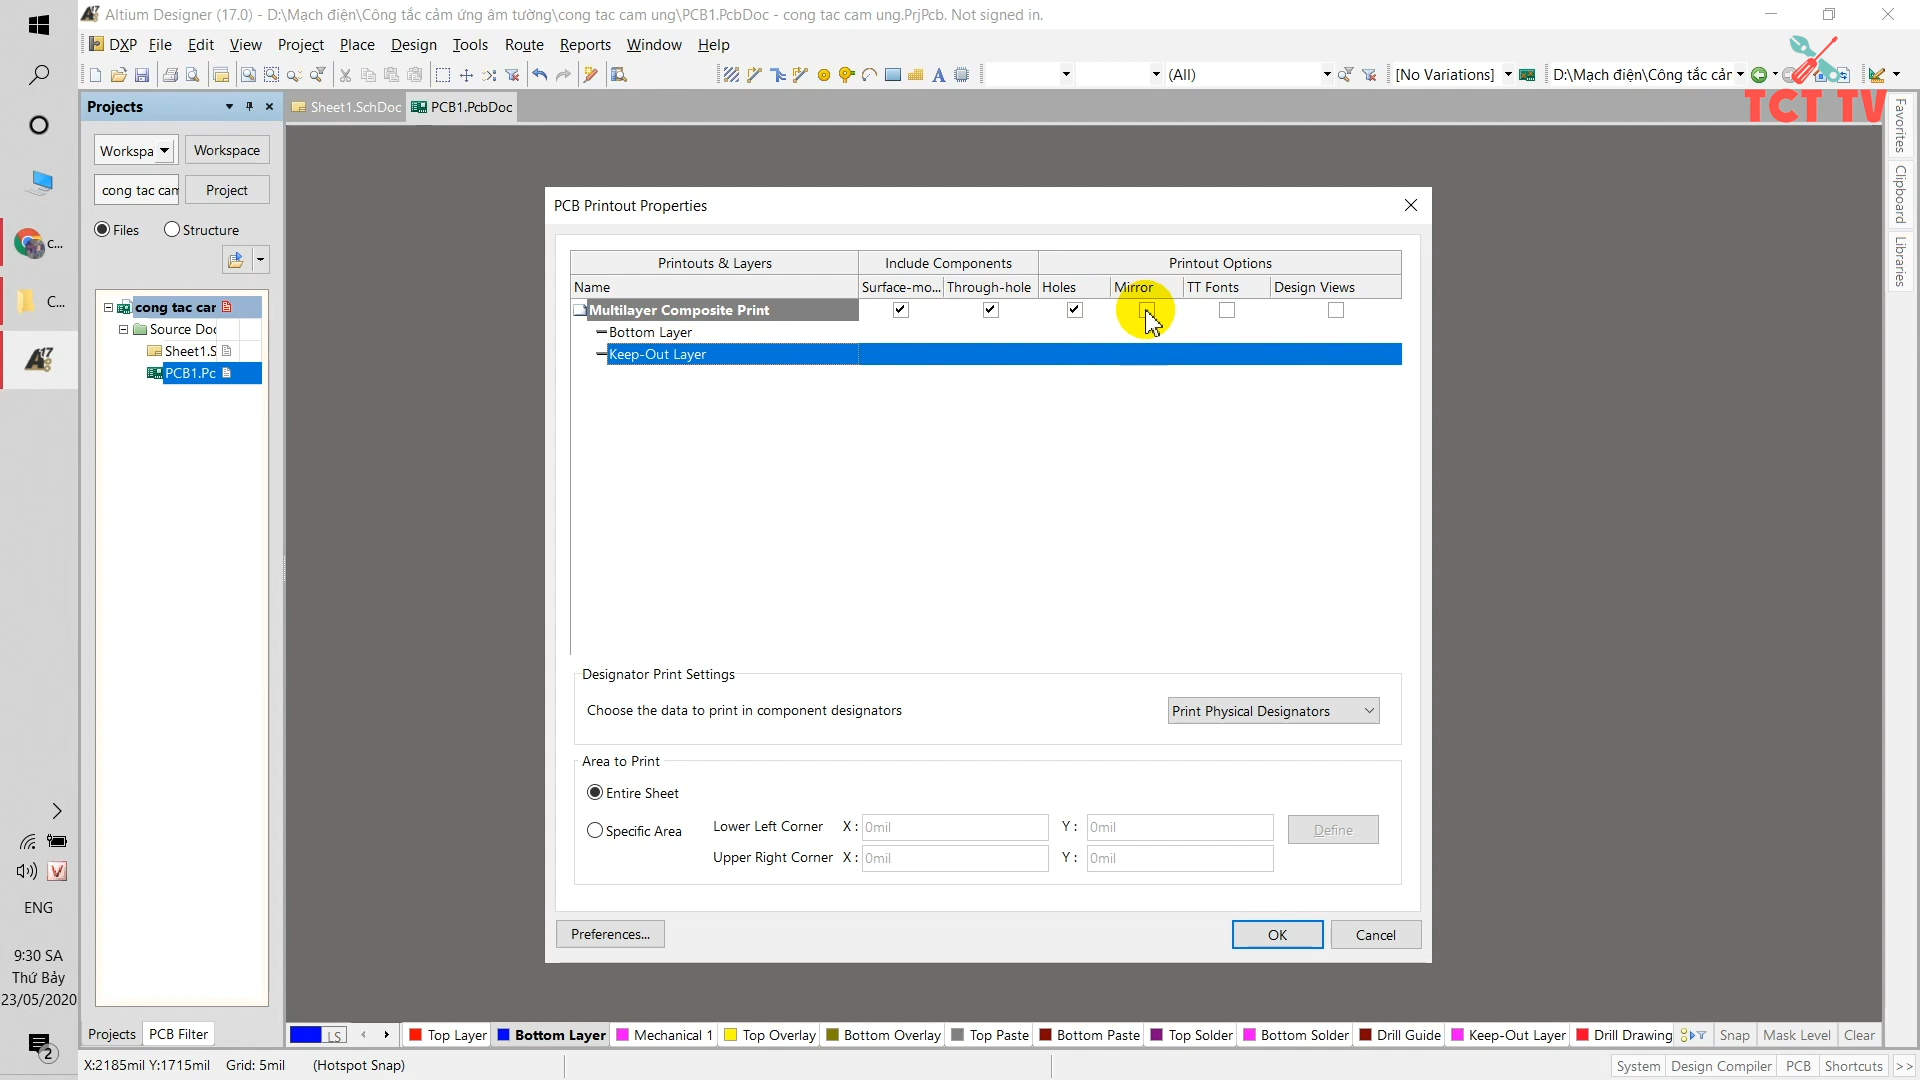 Altium Designer (17.0) - D:\Mạch điện\Công tắc cảm ứng âm tường\cong tac cam ung\PCB1.PcbDoc - cong tac cam ung.PrjPcb. Not signed in.
DXP File Edit View Project Place Design Tools Route Reports Window Help
(All) [No Variations] D:\Mạch điện\Công tắc cảr
TCT TV
Projects
Sheet1.SchDoc PCB1.PcbDoc
Favorites
Clipboard
Libraries
Workspa Workspace
cong tac can Project
Files Structure
cong tac car
Source Doc
Sheet1.S
PCB1.Pc
C...
C...
PCB Printout Properties
Printouts & Layers Include Components Printout Options
Name Surface-mo... Through-hole Holes Mirror TT Fonts Design Views
Multilayer Composite Print
Bottom Layer
Keep-Out Layer
Designator Print Settings
Choose the data to print in component designators Print Physical Designators
Area to Print
Entire Sheet
Specific Area Lower Left Corner X: 0mil Y: 0mil Define
Upper Right Corner X: 0mil Y: 0mil
Preferences... OK Cancel
ENG
9:30 SA
Thứ Bảy
23/05/2020
2
Projects PCB Filter
LS Top Layer Bottom Layer Mechanical 1 Top Overlay Bottom Overlay Top Paste Bottom Paste Top Solder Bottom Solder Drill Guide Keep-Out Layer Drill Drawing Snap Mask Level Clear
X:2185mil Y:1715mil Grid: 5mil (Hotspot Snap) System Design Compiler PCB Shortcuts >>